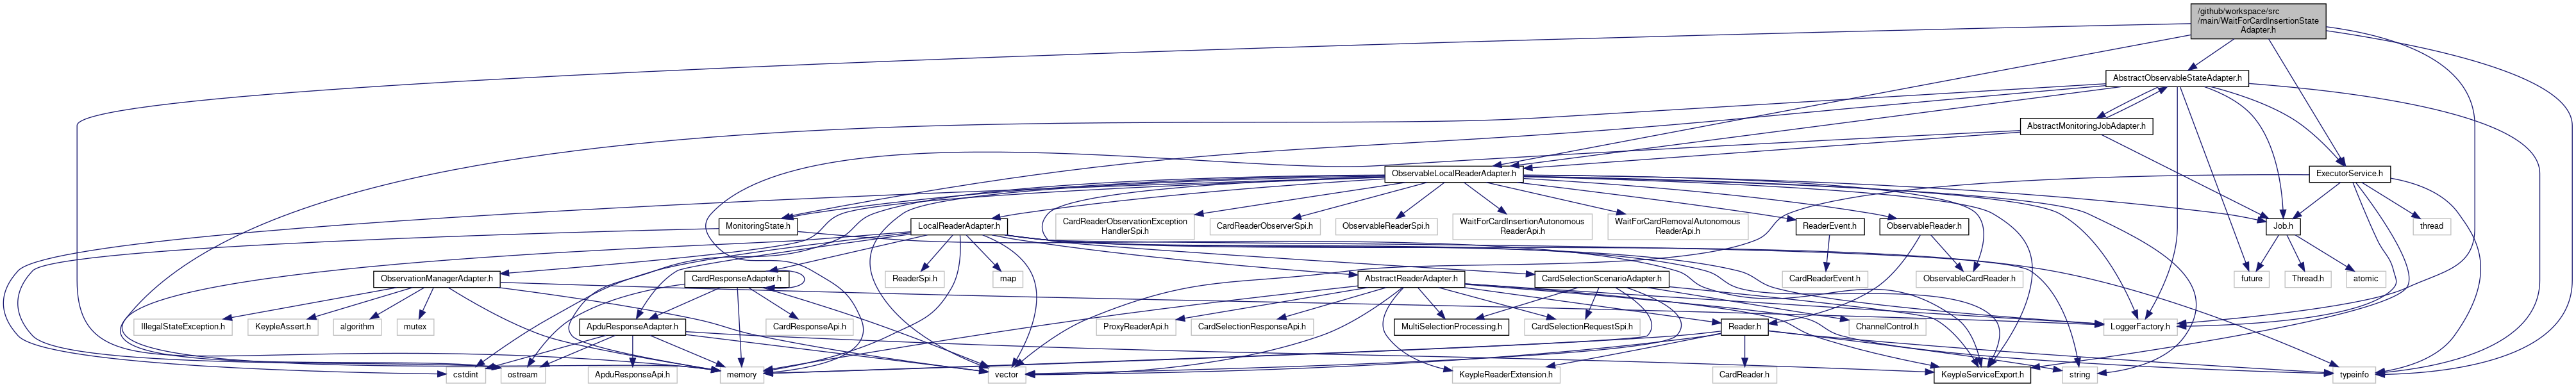 /github/workspace/src
/main/WaitForCardInsertionState
Adapter.h
AbstractObservableStateAdapter.h
AbstractMonitoringJobAdapter.h
ObservableLocalReaderAdapter.h
ExecutorService.h
MonitoringState.h
LocalReaderAdapter.h
CardReaderObservationException
HandlerSpi.h
CardReaderObserverSpi.h
ObservableReaderSpi.h
WaitForCardInsertionAutonomous
ReaderApi.h
WaitForCardRemovalAutonomous
ReaderApi.h
ReaderEvent.h
ObservableReader.h
Job.h
thread
ObservationManagerAdapter.h
CardResponseAdapter.h
ReaderSpi.h
map
AbstractReaderAdapter.h
CardSelectionScenarioAdapter.h
CardReaderEvent.h
ObservableCardReader.h
future
Thread.h
atomic
IllegalStateException.h
KeypleAssert.h
algorithm
mutex
ApduResponseAdapter.h
CardResponseApi.h
ProxyReaderApi.h
CardSelectionResponseApi.h
MultiSelectionProcessing.h
CardSelectionRequestSpi.h
Reader.h
ChannelControl.h
LoggerFactory.h
cstdint
ostream
ApduResponseApi.h
memory
vector
KeypleReaderExtension.h
CardReader.h
KeypleServiceExport.h
string
typeinfo